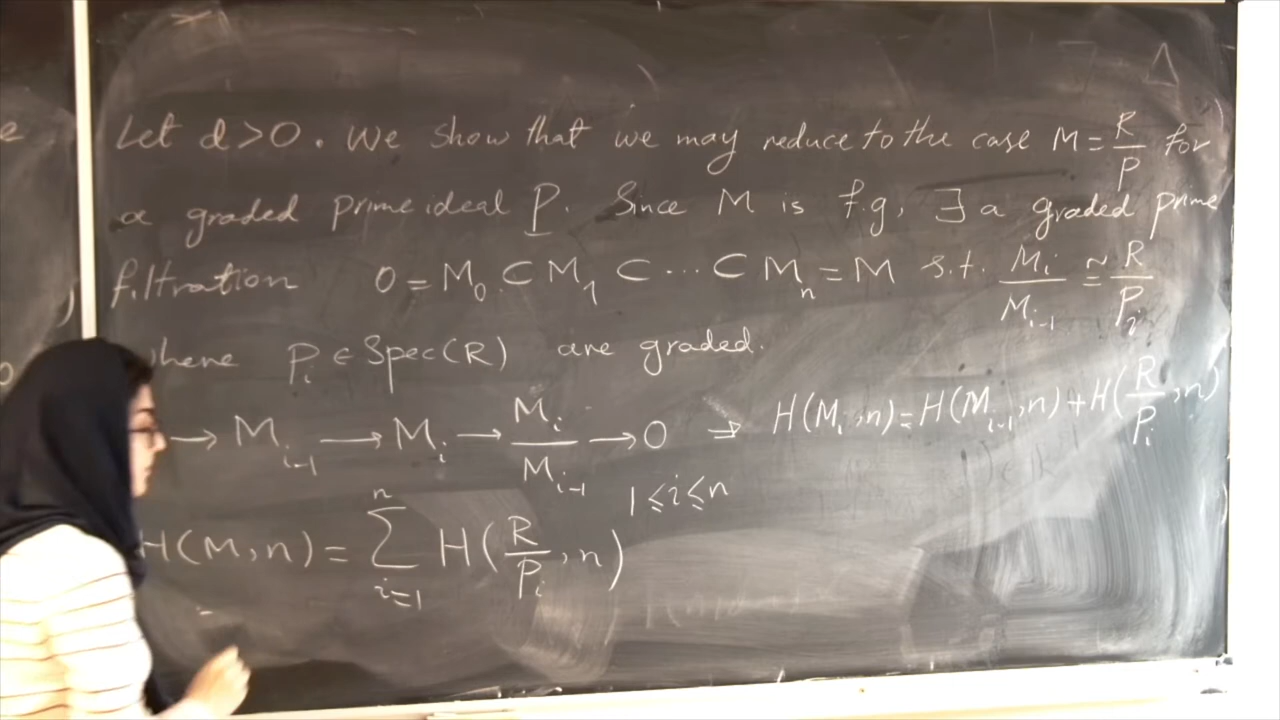 Let d > 0. We show that we may reduce to the case M = R/P for
a graded prime ideal P. Since M is f.g, ∃ a graded prime
filtration 0 = M₀ ⊂ M₁ ⊂ ⋯ ⊂ Mₙ = M s.t. Mᵢ/Mᵢ₋₁ ≅ R/Pᵢ
where Pᵢ ∈ Spec(R) are graded.
→ Mᵢ₋₁ → Mᵢ → Mᵢ/Mᵢ₋₁ → 0 ⇒ H(Mᵢ, n) = H(Mᵢ₋₁, n) + H(R/Pᵢ, n)
1 ≤ i ≤ n
H(M, n) = ∑ᵢ₌₁ⁿ H(R/Pᵢ, n)